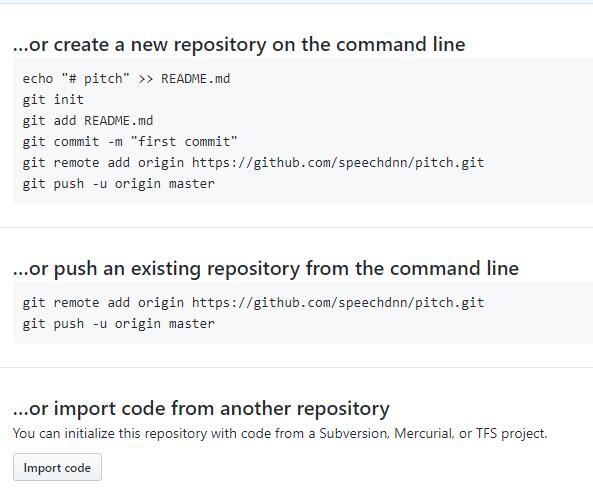 ...or create a new repository on the command line
echo "# pitch" >> README.md
git init
git add README.md
git commit -m "first commit"
git remote add origin https://github.com/speechdnn/pitch.git
git push -u origin master
...or push an existing repository from the command line
git remote add origin https://github.com/speechdnn/pitch.git
git push -u origin master
...or import code from another repository
You can initialize this repository with code from a Subversion, Mercurial, or TFS project.
Import code